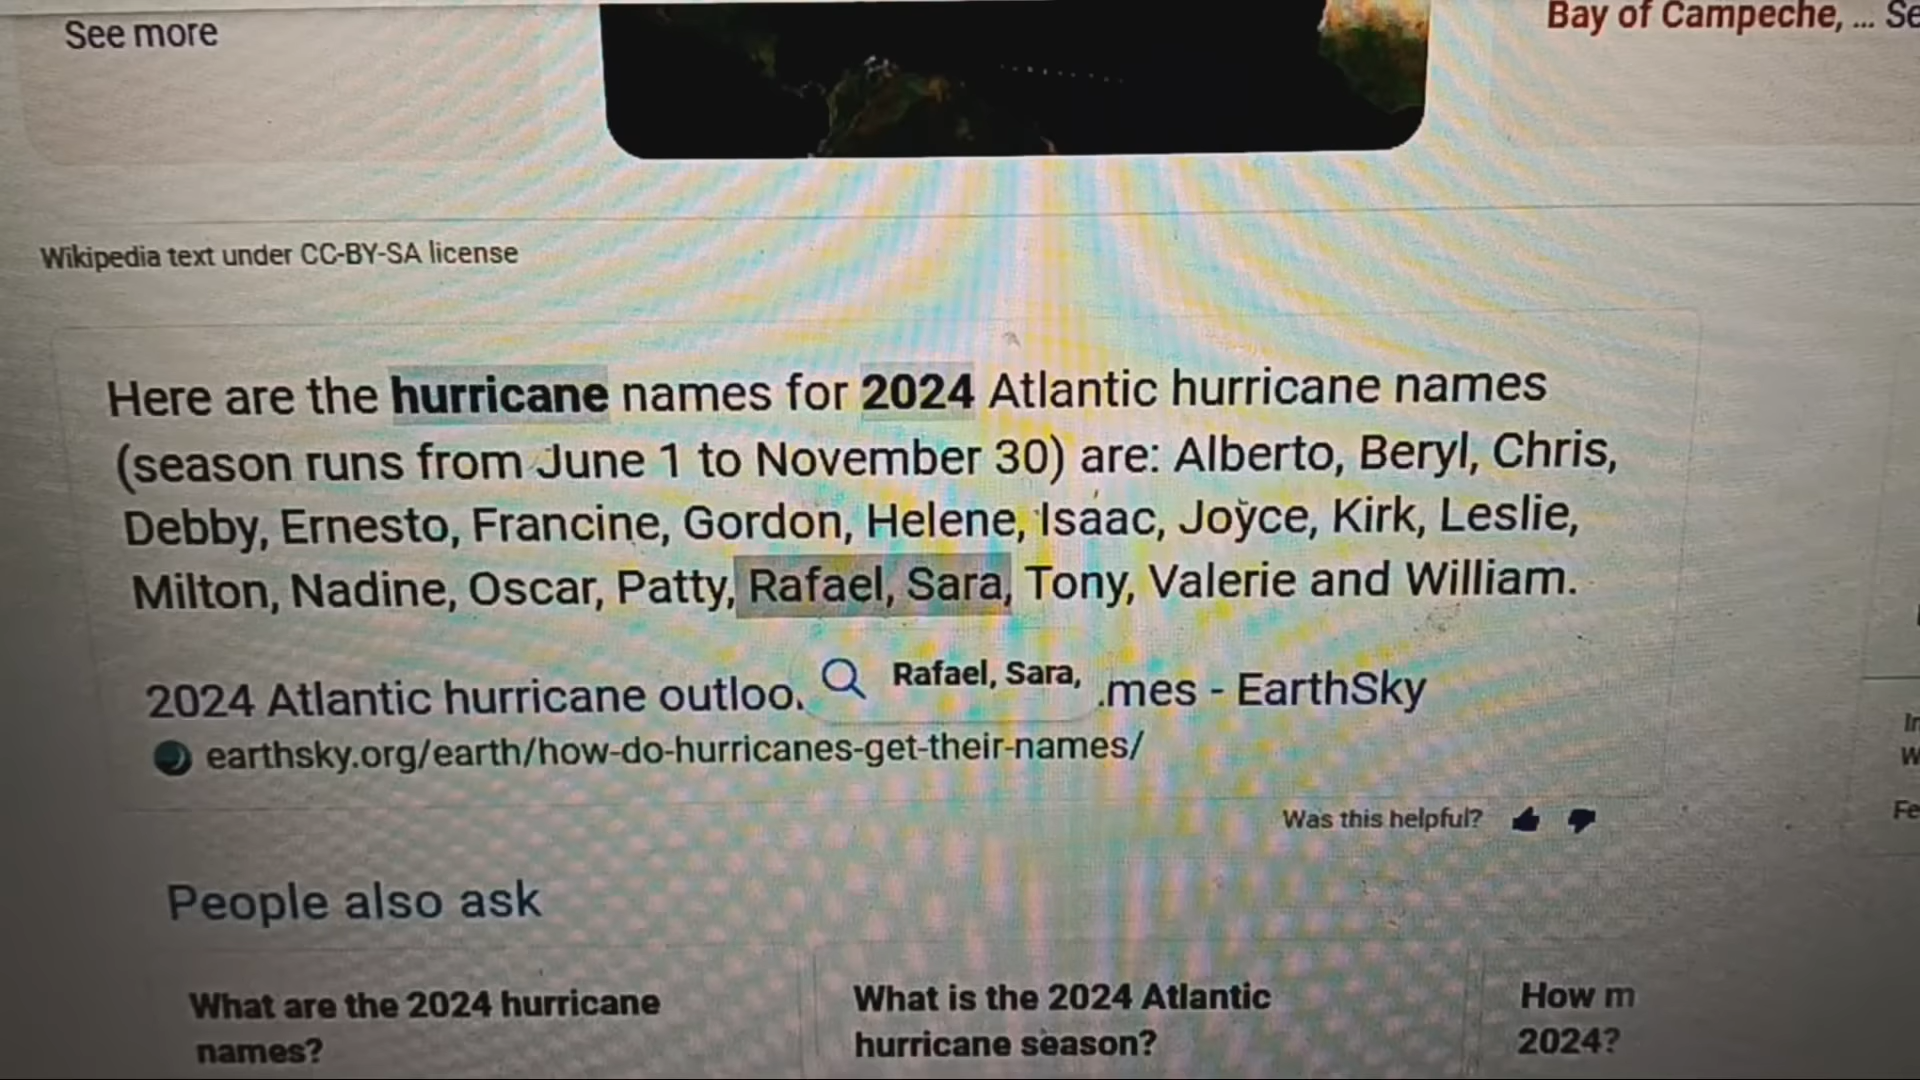 See more
Bay of Campeche, ... Se
Wikipedia text under CC-BY-SA license
Here are the hurricane names for 2024 Atlantic hurricane names
(season runs from June 1 to November 30) are: Alberto, Beryl, Chris,
Debby, Ernesto, Francine, Gordon, Helene, Isaac, Joyce, Kirk, Leslie,
Milton, Nadine, Oscar, Patty, Rafael, Sara, Tony, Valerie and William.
Rafael, Sara,
2024 Atlantic hurricane outloo mes - EarthSky
earthsky.org/earth/how-do-hurricanes-get-their-names/
Was this helpful?
Fe
People also ask
What are the 2024 hurricane
names?
What is the 2024 Atlantic
hurricane season?
How m
2024?